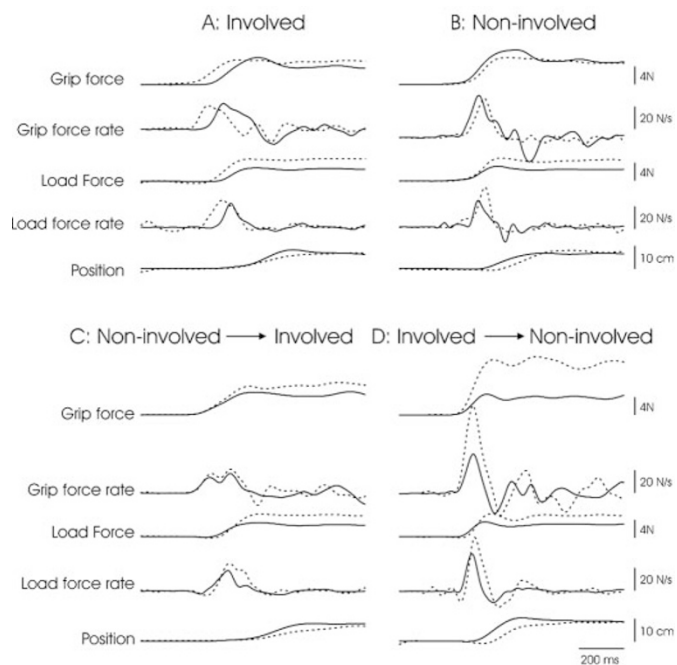 A: Involved
B: Non-involved
Grip force
4N
Grip force rate
20 N/s
Load Force
4N
Load force rate
20 N/s
Position
10 cm
C: Non-involved → Involved
D: Involved → Non-involved
Grip force
4N
Grip force rate
20 N/s
Load Force
4N
Load force rate
20 N/s
Position
10 cm
200 ms